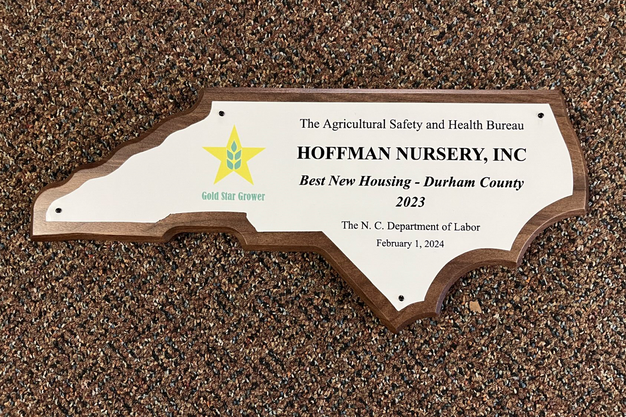 The Agricultural Safety and Health Bureau
HOFFMAN NURSERY, INC
Best New Housing - Durham County
2023
Gold Star Grower
The N. C. Department of Labor
February 1, 2024